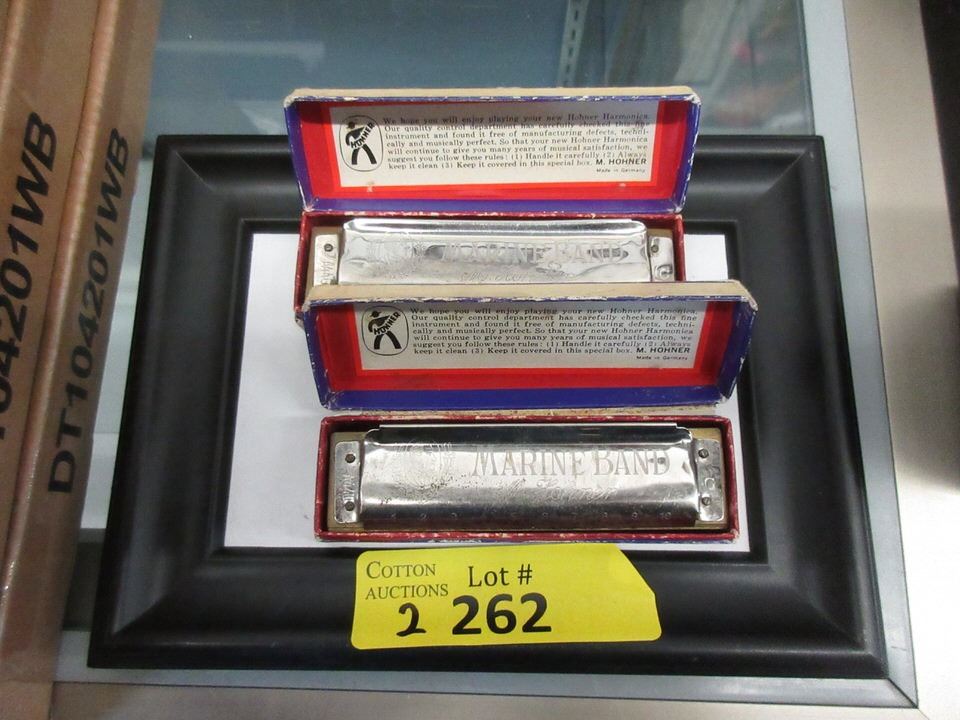 We hope you will enjoy playing your new Hohner Harmonica.
Our quality control department has carefully checked this fine
instrument and found it free of manufacturing defects, techni-
cally and musically perfect. So that your new Hohner Harmonica
will continue to give you many years of musical satisfaction, we
suggest you follow these rules: (1) Handle it carefully (2) Always
keep it clean (3) Keep it covered in this special box. M. HOHNER
Made in Germany
HOHNER
MARINE BAND
C
We hope you will enjoy playing your new Hohner Harmonica.
Our quality control department has carefully checked this fine
instrument and found it free of manufacturing defects, techni-
cally and musically perfect. So that your new Hohner Harmonica
will continue to give you many years of musical satisfaction, we
suggest you follow these rules: (1) Handle it carefully (2) Always
keep it clean (3) Keep it covered in this special box. M. HOHNER
Made in Germany
HOHNER
MARINE BAND
M. Hohner
C
COTTON
AUCTIONS
2
Lot #
262
DT104201WB
104201WB